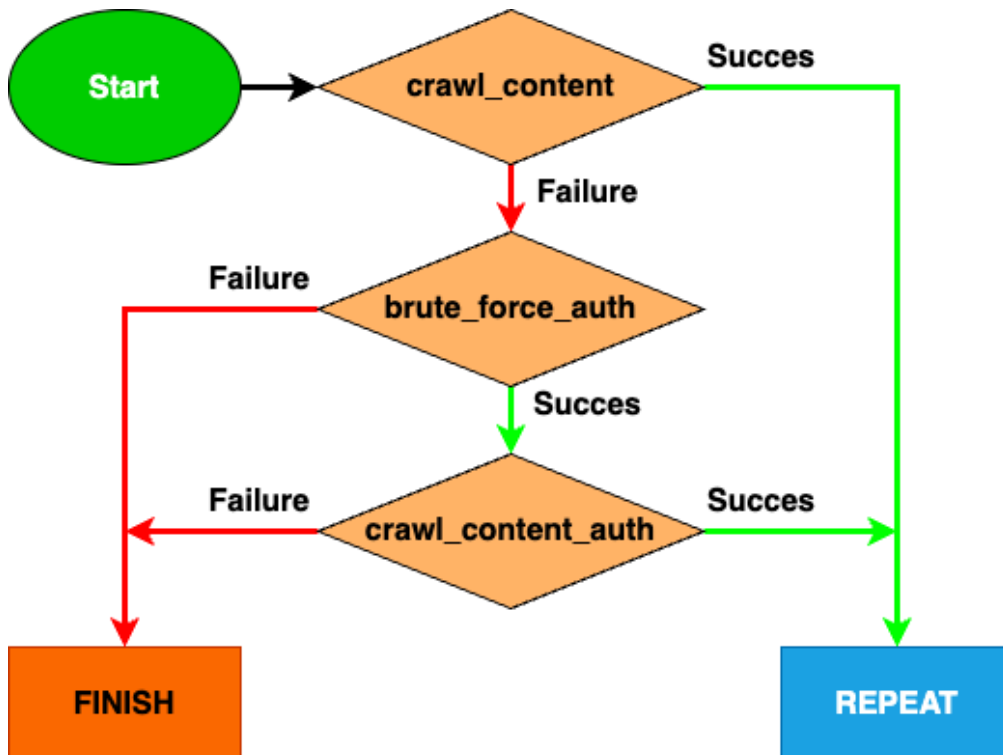 Start
crawl_content
Succes
Failure
Failure
brute_force_auth
Succes
Failure
crawl_content_auth
Succes
FINISH
REPEAT